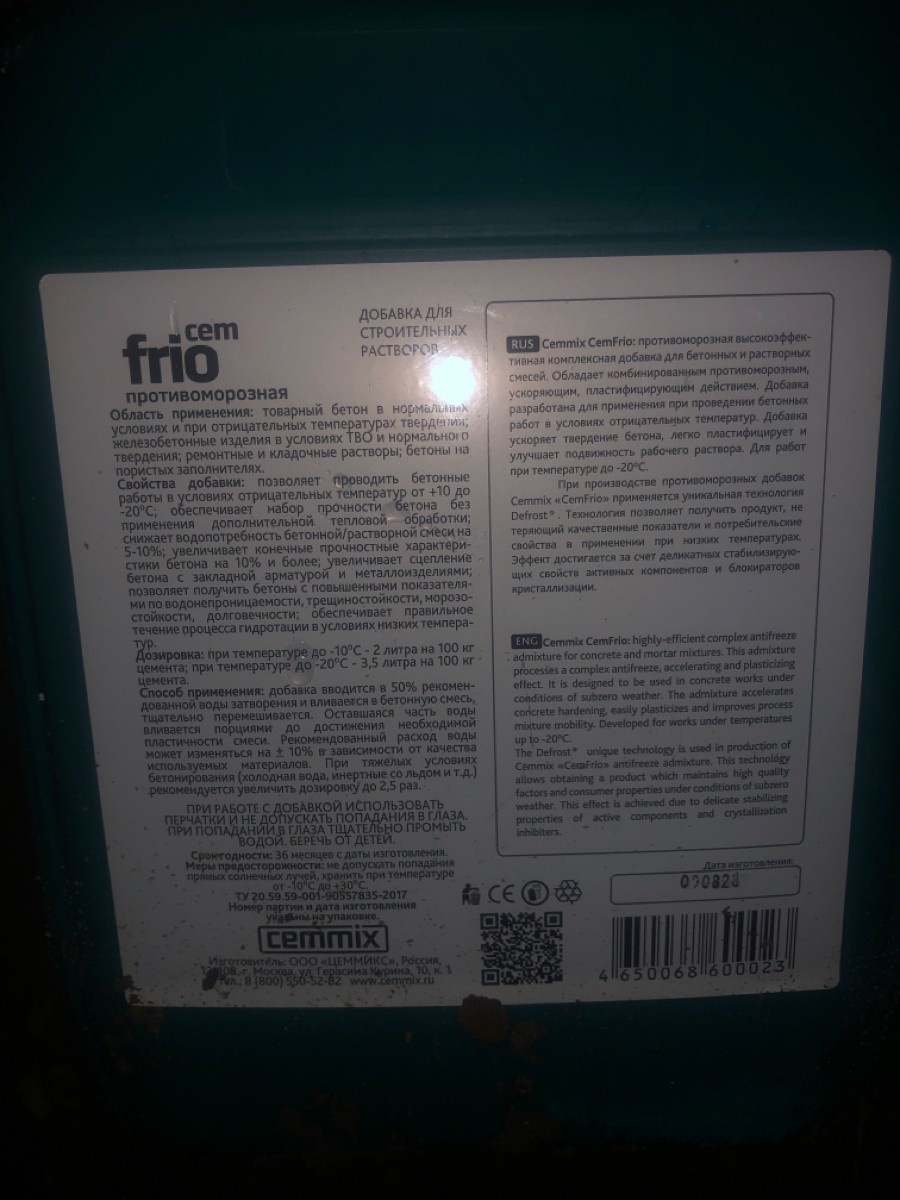 cem
frio
противоморозная
ДОБАВКА ДЛЯ
СТРОИТЕЛЬНЫХ
РАСТВОРОВ
Область применения: товарный бетон в нормальных
условиях и при отрицательных температурах твердения;
железобетонные изделия в условиях ТВО и нормального
твердения; ремонтные и кладочные растворы; бетоны на
пористых заполнителях.
Свойства добавки: позволяет проводить бетонные
работы в условиях отрицательных температур от +10 до
-20°С; обеспечивает набор прочности бетона без
применения дополнительной тепловой обработки;
снижает водопотребность бетонной/растворной смеси на
5-10%; увеличивает конечные прочностные характери-
стики бетона на 10% и более; увеличивает сцепление
бетона с закладной арматурой и металлоизделиями;
позволяет получить бетоны с повышенными показателя-
ми по водонепроницаемости, трещиностойкости, морозо-
стойкости, долговечности; обеспечивает правильное
течение процесса гидротации в условиях низких темпера-
тур.
Дозировка: при температуре до -10°С - 2 литра на 100 кг
цемента; при температуре до -20°С - 3,5 литра на 100 кг
цемента.
Способ применения: добавка вводится в 50% рекомен-
дованной воды затворения и вливается в бетонную смесь,
тщательно перемешивается. Оставшаяся часть воды
вливается порциями до достижения необходимой
пластичности смеси. Рекомендованный расход воды
может изменяться на ± 10% в зависимости от качества
используемых материалов. При тяжелых условиях
бетонирования (холодная вода, инертные со льдом и т.д.)
рекомендуется увеличить дозировку до 2,5 раз.
ПРИ РАБОТЕ С ДОБАВКОЙ ИСПОЛЬЗОВАТЬ
ПЕРЧАТКИ И НЕ ДОПУСКАТЬ ПОПАДАНИЯ В ГЛАЗА.
ПРИ ПОПАДАНИИ В ГЛАЗА ТЩАТЕЛЬНО ПРОМЫТЬ
ВОДОЙ. БЕРЕЧЬ ОТ ДЕТЕЙ.
Срок годности: 36 месяцев с даты изготовления.
Меры предосторожности: не допускать попадания
прямых солнечных лучей, хранить при температуре
от -10°С до +30°С.
ТУ 20.59.59-001-90557835-2017
Номер партии и дата изготовления
указаны на упаковке.
cemmix
Изготовитель: ООО «ЦЕММИКС», Россия,
г. Москва, ул. Герасима Курина, 10, к. 1
Тел.: 8 (800) 550-52-82 www.cemmix.ru
RUS Cemmix CemFrio: противоморозная высокоэффек-
тивная комплексная добавка для бетонных и растворных
смесей. Обладает комбинированным противоморозным,
ускоряющим, пластифицирующим действием. Добавка
разработана для применения при проведении бетонных
работ в условиях отрицательных температур. Добавка
ускоряет твердение бетона, легко пластифицирует и
улучшает подвижность рабочего раствора. Для работ
при температуре до -20°С.
При производстве противоморозных добавок
Cemmix «CemFrio» применяется уникальная технология
Defrost®. Технология позволяет получить продукт, не
теряющий качественные показатели и потребительские
свойства в применении при низких температурах.
Эффект достигается за счет деликатных стабилизирую-
щих свойств активных компонентов и блокираторов
кристаллизации.
ENG Cemmix CemFrio: highly-efficient complex antifreeze
admixture for concrete and mortar mixtures. This admixture
processes a complex antifreeze, accelerating and plasticizing
effect. It is designed to be used in concrete works under
conditions of subzero weather. The admixture accelerates
concrete hardening, easily plasticizes and improves process
mixture mobility. Developed for works under temperatures
up to -20°C.
The Defrost® unique technology is used in production of
Cemmix «CemFrio» antifreeze admixture. This technology
allows obtaining a product which maintains high quality
factors and consumer properties under conditions of subzero
weather. This effect is achieved due to delicate stabilizing
properties of active components and crystallization
inhibiters.
Дата изготовления:
CE
4 650068 600023